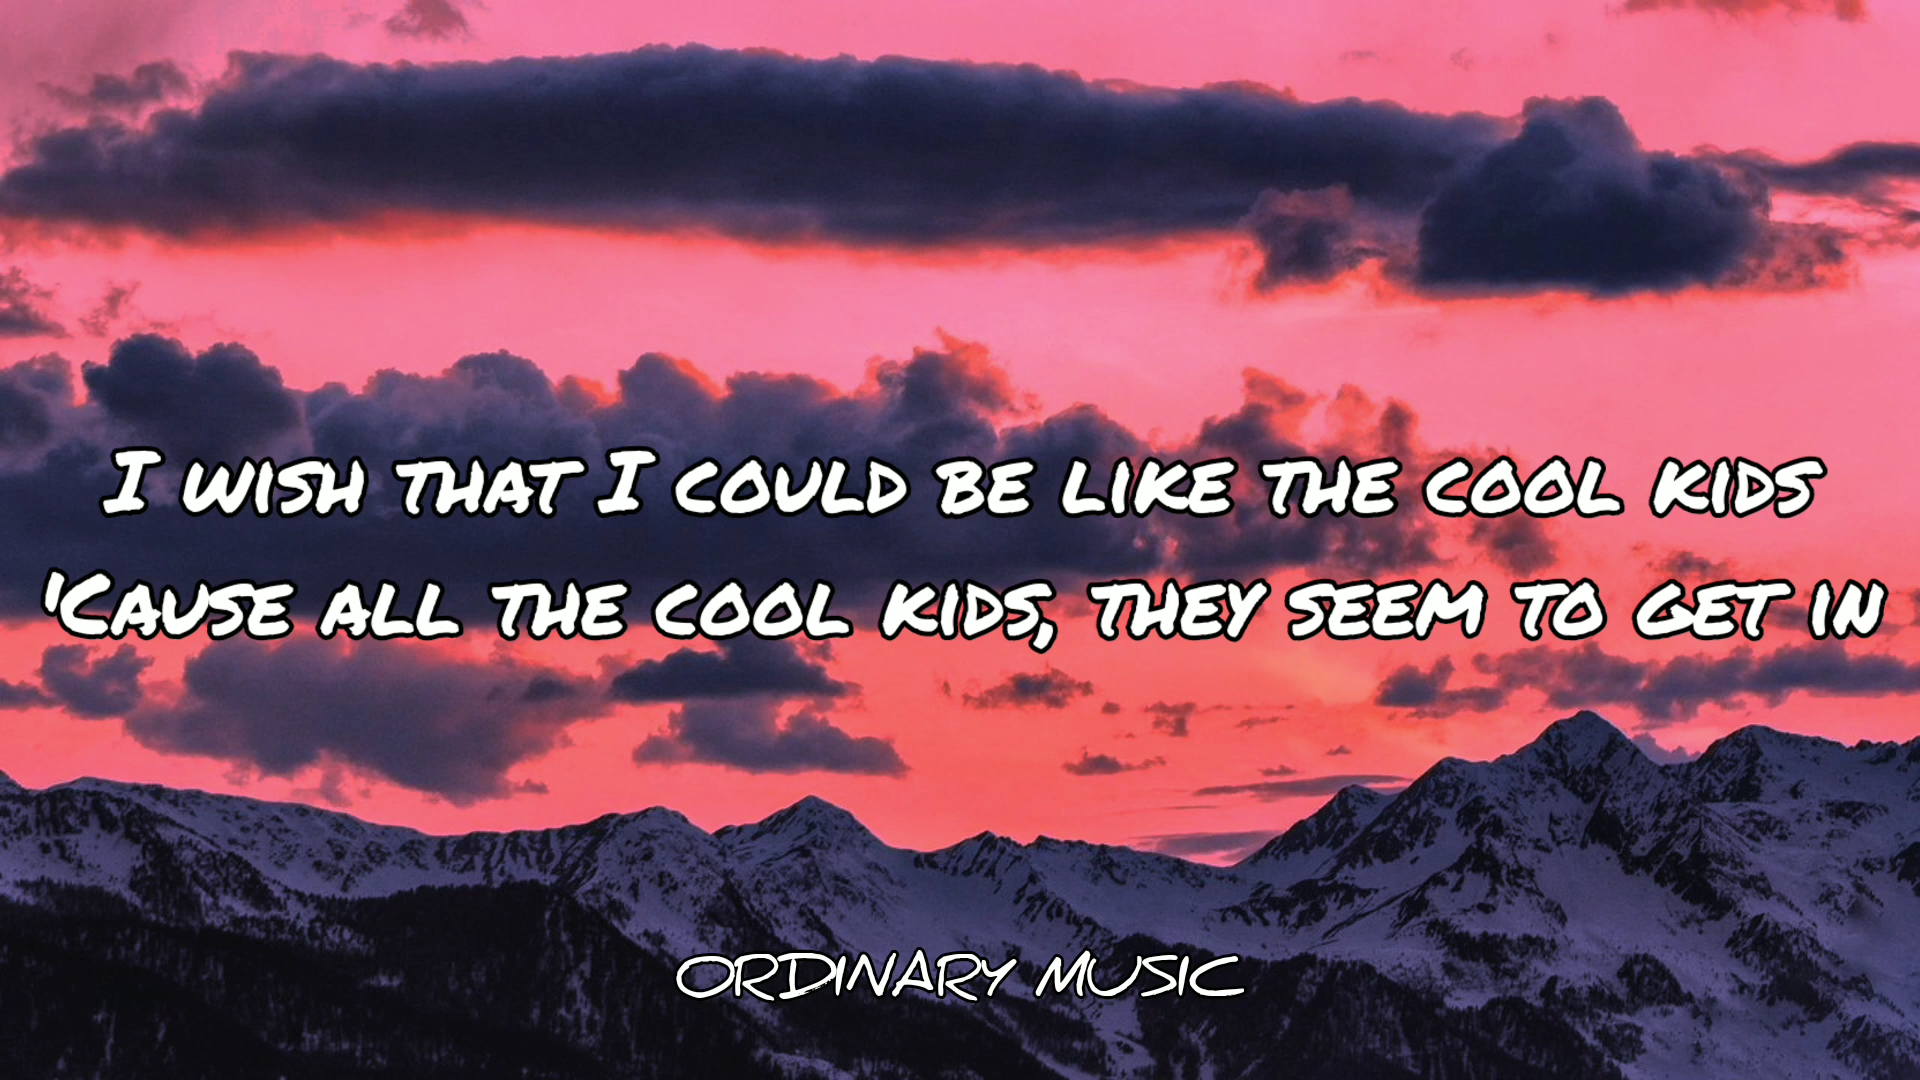 I wish that I could be like the cool kids
'Cause all the cool kids, they seem to get in
ORDINARY MUSIC